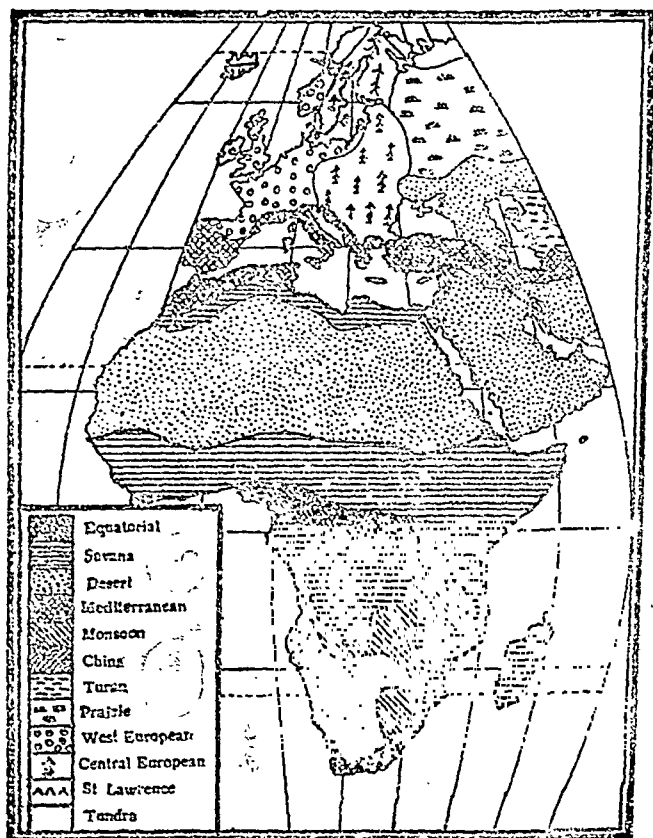 Equatorial
Savana
Desert
Mediterranean
Monsoon
China
Turan
Prairie
West European
Central European
St Lawrence
Tundra